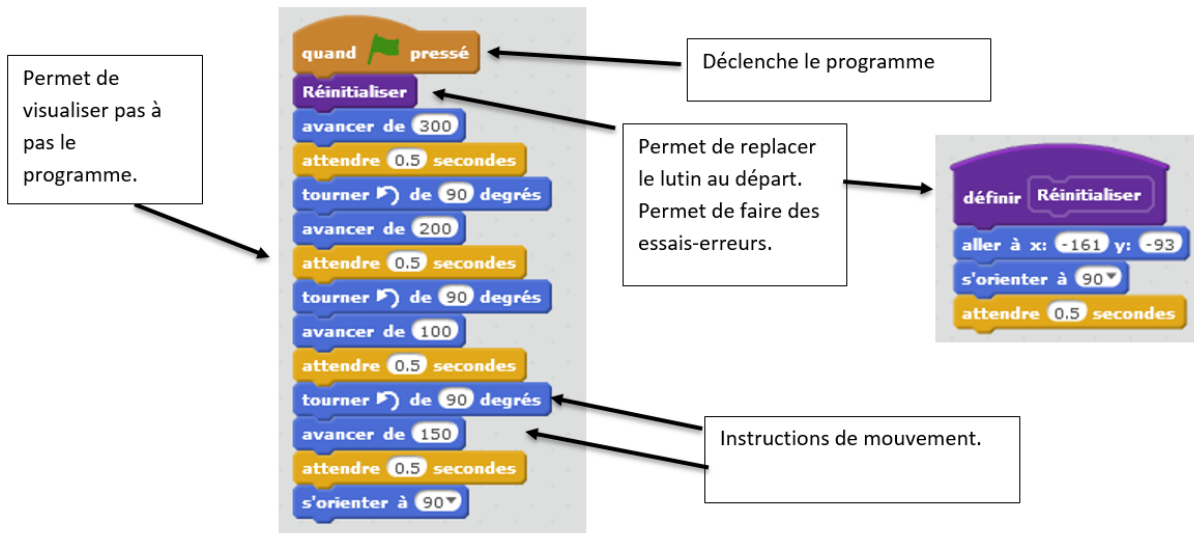 Permet de
visualiser pas à
pas le
programme.
quand pressé
Réinitialiser
avancer de 300
attendre 0.5 secondes
tourner de 90 degrés
avancer de 200
attendre 0.5 secondes
tourner de 90 degrés
avancer de 100
attendre 0.5 secondes
tourner de 90 degrés
avancer de 150
attendre 0.5 secondes
s'orienter à 90
Déclenche le programme
Permet de replacer
le lutin au départ.
Permet de faire des
essais-erreurs.
définir Réinitialiser
aller à x: -161 y: -93
s'orienter à 90
attendre 0.5 secondes
Instructions de mouvement.